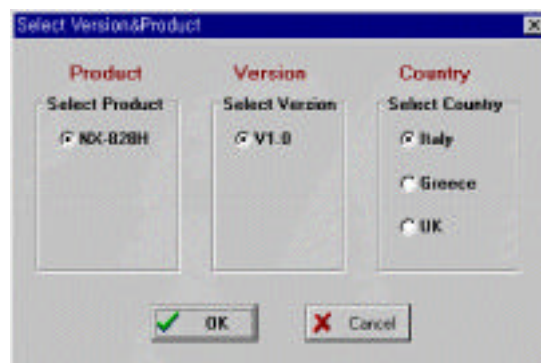 Select Version&Product
Product
Version
Country
Select Product
Select Version
Select Country
NX-828H
V1.0
Italy
Greece
UK
OK
Cancel